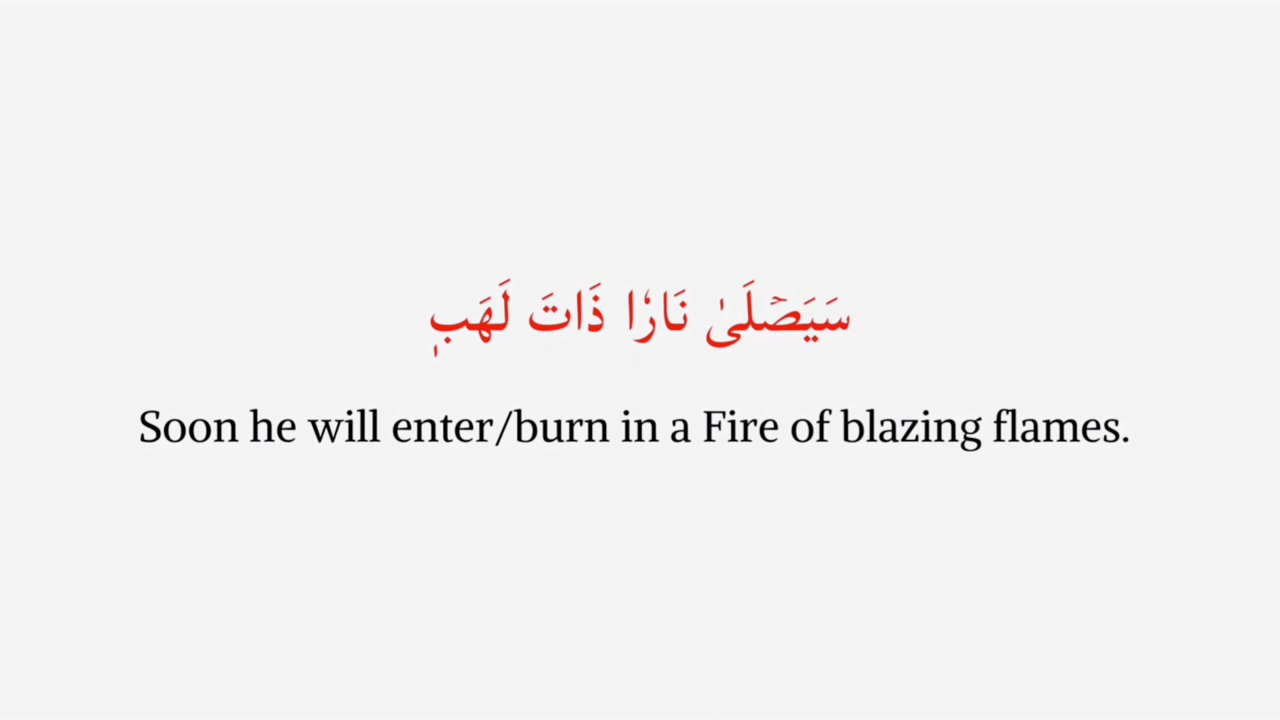 سَيَصۡلَىٰ نَارٗا ذَاتَ لَهَبٖ
Soon he will enter/burn in a Fire of blazing flames.